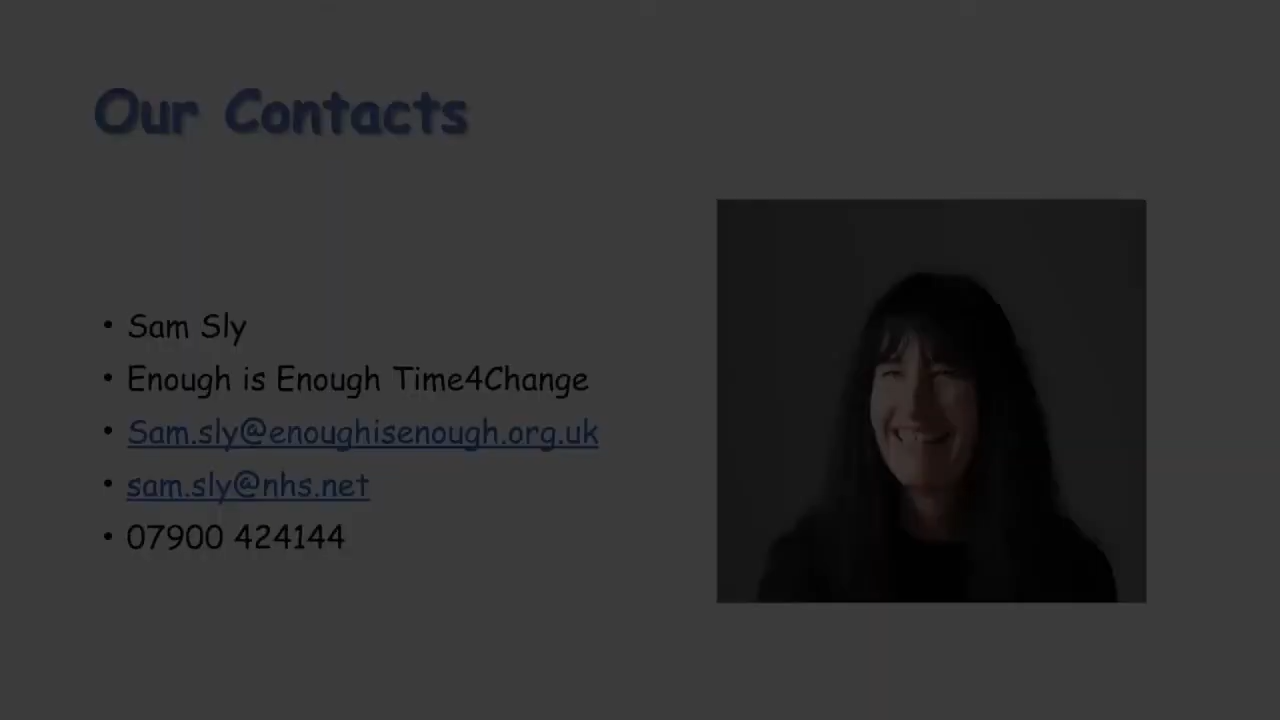 Our Contacts
• Sam Sly
• Enough is Enough Time4Change
• Sam.sly@enoughisenough.org.uk
• sam.sly@nhs.net
• 07900 424144